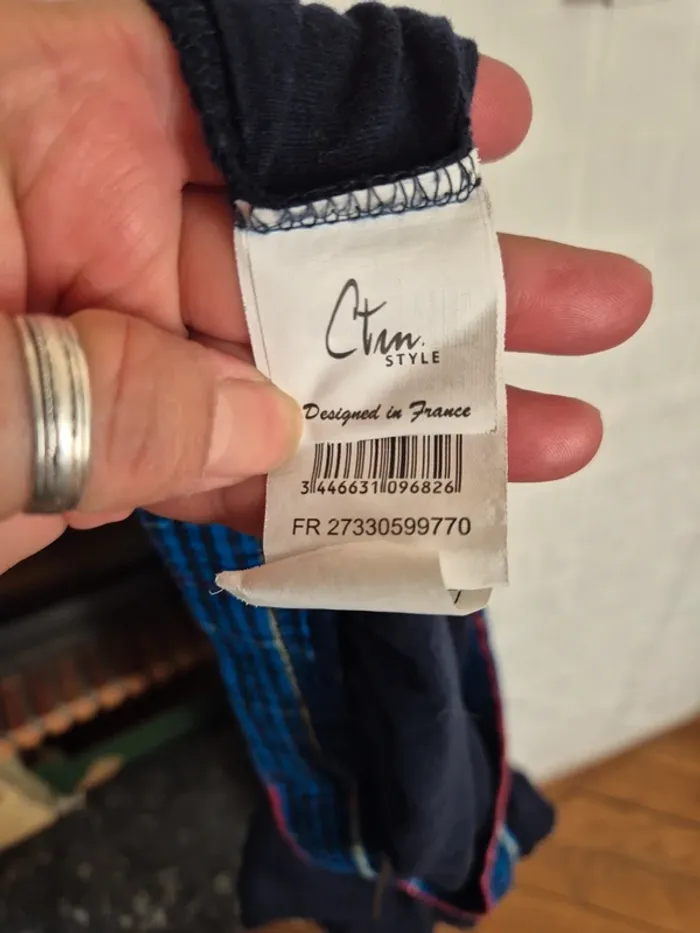 Ctm.
STYLE
Designed in France
3 446631 096826
FR 27330599770